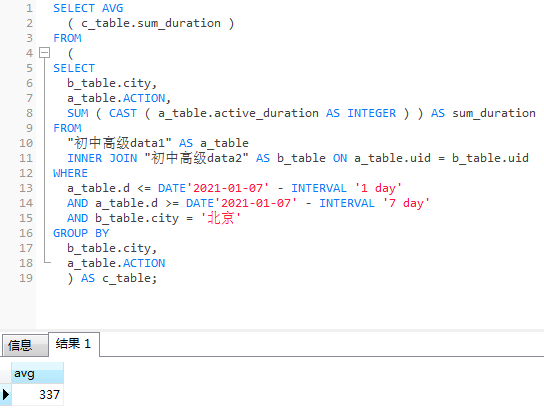 1 SELECT AVG
2 ( c_table.sum_duration )
3 FROM
4 (
5 SELECT
6 b_table.city,
7 a_table.ACTION,
8 SUM ( CAST ( a_table.active_duration AS INTEGER ) ) AS sum_duration
9 FROM
10 "初中高级data1" AS a_table
11 INNER JOIN "初中高级data2" AS b_table ON a_table.uid = b_table.uid
12 WHERE
13 a_table.d <= DATE'2021-01-07' - INTERVAL '1 day'
14 AND a_table.d >= DATE'2021-01-07' - INTERVAL '7 day'
15 AND b_table.city = '北京'
16 GROUP BY
17 b_table.city,
18 a_table.ACTION
19 ) AS c_table;
信息 结果 1
avg
337